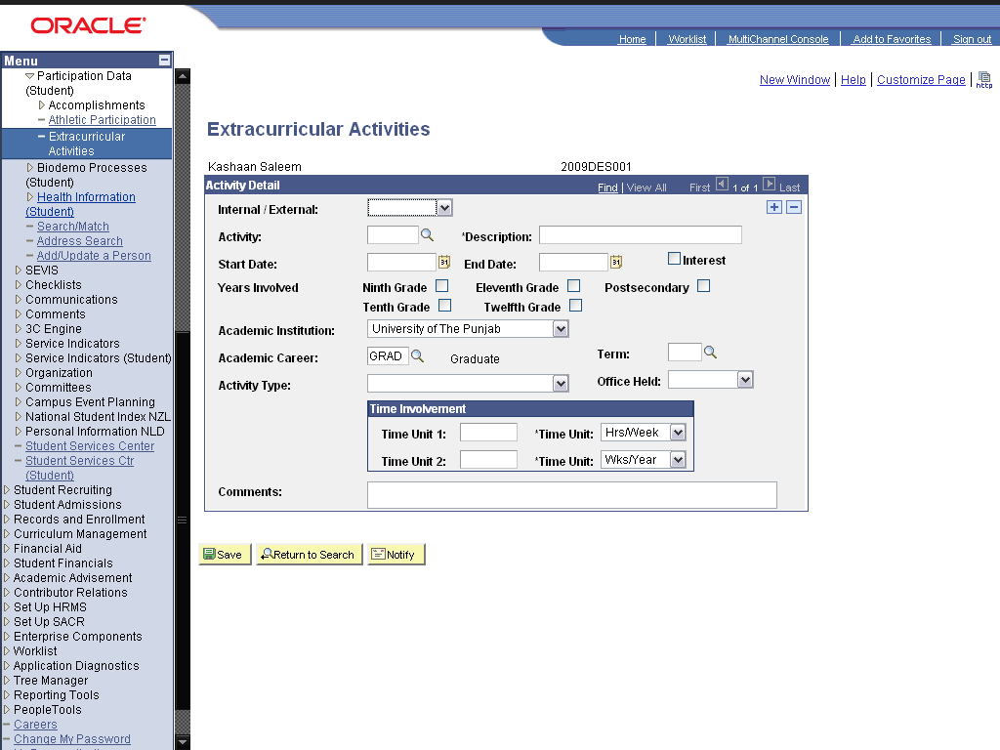 ORACLE®
Home Worklist MultiChannel Console Add to Favorites Sign out
New Window Help Customize Page http
Menu
Participation Data
(Student)
Accomplishments
Athletic Participation
Extracurricular
Activities
Biodemo Processes
(Student)
Health Information
(Student)
Search/Match
Address Search
Add/Update a Person
SEVIS
Checklists
Communications
Comments
3C Engine
Service Indicators
Service Indicators (Student)
Organization
Committees
Campus Event Planning
National Student Index NZL
Personal Information NLD
Student Services Center
Student Services Ctr
(Student)
Student Recruiting
Student Admissions
Records and Enrollment
Curriculum Management
Financial Aid
Student Financials
Academic Advisement
Contributor Relations
Set Up HRMS
Set Up SACR
Enterprise Components
Worklist
Application Diagnostics
Tree Manager
Reporting Tools
PeopleTools
Careers
Change My Password
Extracurricular Activities
Kashaan Saleem 2009DES001
Activity Detail Find | View All First 1 of 1 Last
Internal / External:
Activity: *Description:
Start Date: 31 End Date: 31 Interest
Years Involved Ninth Grade Eleventh Grade Postsecondary
Tenth Grade Twelfth Grade
Academic Institution: University of The Punjab
Academic Career: GRAD Graduate Term:
Activity Type: Office Held:
Time Involvement
Time Unit 1: *Time Unit: Hrs/Week
Time Unit 2: *Time Unit: Wks/Year
Comments:
Save Return to Search Notify